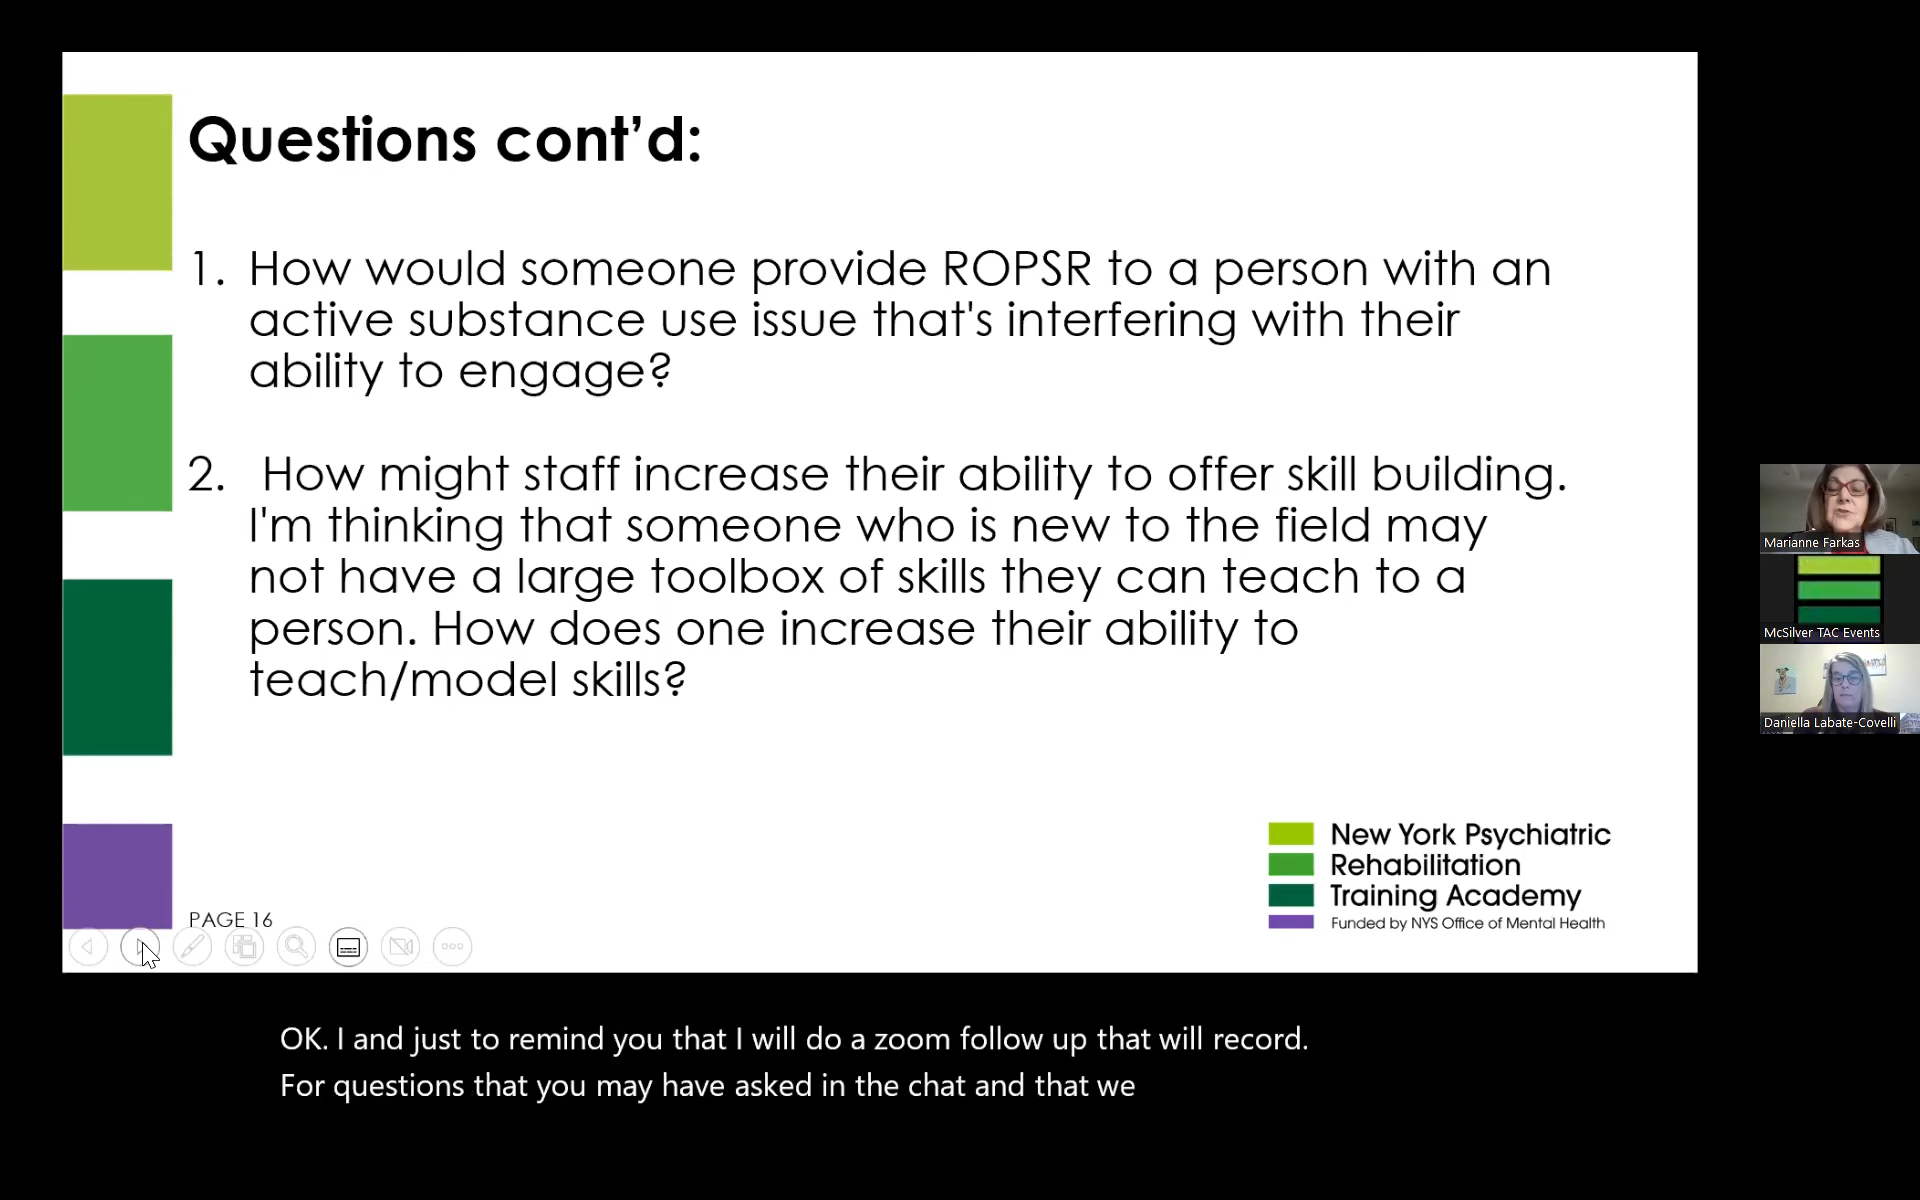 Questions cont’d:
1. How would someone provide ROPSR to a person with an
active substance use issue that's interfering with their
ability to engage?
2. How might staff increase their ability to offer skill building.
I'm thinking that someone who is new to the field may
not have a large toolbox of skills they can teach to a
person. How does one increase their ability to
teach/model skills?
New York Psychiatric
Rehabilitation
Training Academy
Funded by NYS Office of Mental Health
PAGE 16
Marianne Farkas
McSilver TAC Events
Daniella Labate-Covelli
OK. I and just to remind you that I will do a zoom follow up that will record.
For questions that you may have asked in the chat and that we